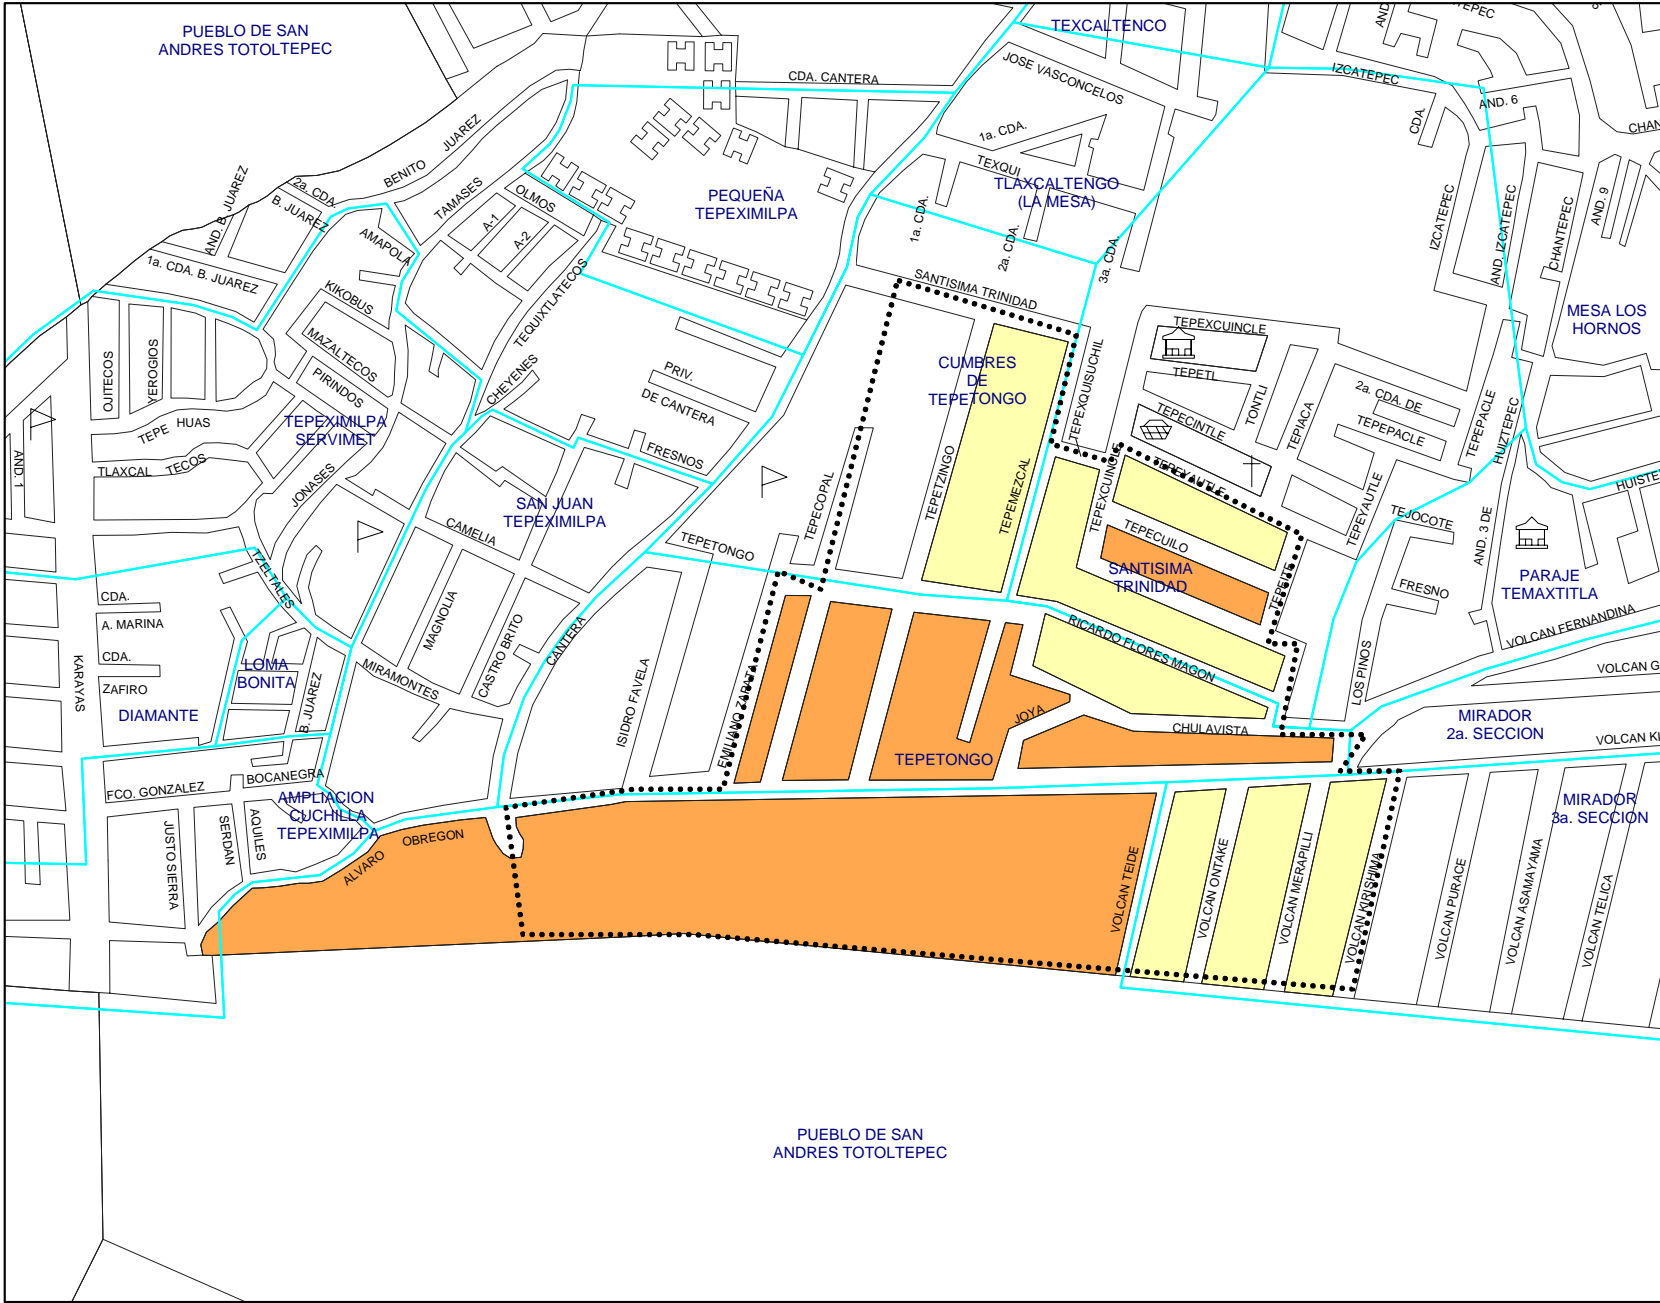 PUEBLO DE SAN
ANDRES TOTOLTEPEC
TEXCALTENCO
CDA. CANTERA
JOSE VASCONCELOS
IZCATEPEC
AND. 6
CDA.
1a. CDA.
TEXQUI
TLAXCALTENGO
(LA MESA)
PEQUEÑA
TEPEXIMILPA
BENITO
JUAREZ
2a. CDA.
B. JUAREZ
AND. B. JUAREZ
1a. CDA. B. JUAREZ
TAMASES
OLMOS
A-1
A-2
AMAPOLA
KIKOBUS
MAZALTECOS
PIRINDOS
TEQUIXTLATECOS
CHEYENES
1a. CDA.
2a. CDA.
3a. CDA.
SANTISIMA TRINIDAD
IZCATEPEC
AND. IZCATEPEC
CHANTEPEC
AND. 9
MESA LOS
HORNOS
OJITECOS
YEROGIOS
TEPE
HUAS
TEPEXIMILPA
SERVIMET
TLAXCAL
TECOS
JONASES
AND. 1
PRIV.
DE CANTERA
FRESNOS
CUMBRES
DE
TEPETONGO
TEPEXCUINCLE
TEPETL
TEPECINTLE
TONTLI
TEPIACA
2a. CDA. DE
TEPEPACLE
TEPEPACLE
HUIZTEPEC
TEPEXQUISUCHIL
TEPEYAUTLE
TEPEYAUTLE
TEPEXCUINCLE
TEPECUILO
SANTISIMA
TRINIDAD
TEPEITE
TEPECOPAL
TEPETZINGO
TEPEMEZCAL
TEPETONGO
SAN JUAN
TEPEXIMILPA
CAMELIA
MAGNOLIA
CASTRO BRITO
CANTERA
MIRAMONTES
TZELTALES
CDA.
A. MARINA
CDA.
ZAFIRO
KARAYAS
DIAMANTE
LOMA
BONITA
B. JUAREZ
ISIDRO FAVELA
EMILIANO ZAPATA
RICARDO FLORES MAGON
JOYA
CHULAVISTA
TEPETONGO
TEJOCOTE
FRESNO
AND. 3 DE
PARAJE
TEMAXTITLA
VOLCAN FERNANDINA
LOS PINOS
MIRADOR
2a. SECCION
MIRADOR
3a. SECCION
FCO. GONZALEZ
BOCANEGRA
AMPLIACION
CUCHILLA
TEPEXIMILPA
JUSTO SIERRA
SERDAN
AQUILES
ALVARO
OBREGON
VOLCAN TEIDE
VOLCAN ONTAKE
VOLCAN MERAPILLI
VOLCAN KIRISHIMA
VOLCAN PURACE
VOLCAN ASAMAYAMA
VOLCAN TELICA
PUEBLO DE SAN
ANDRES TOTOLTEPEC